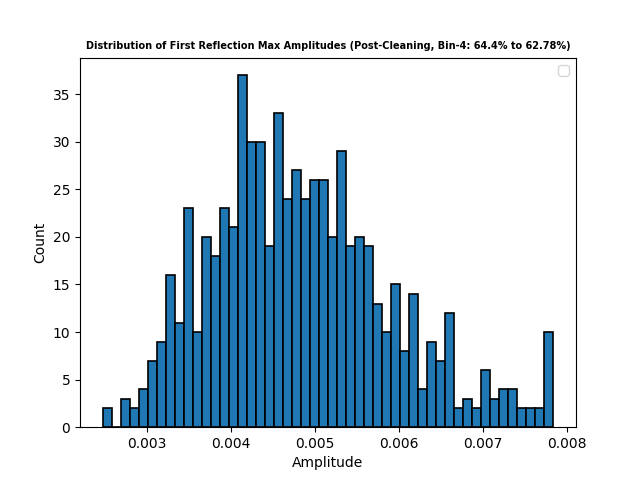 Distribution of First Reflection Max Amplitudes (Post-Cleaning, Bin-4: 64.4% to 62.78%)
35
30
25
20
15
10
5
0
Count
0.003 0.004 0.005 0.006 0.007 0.008
Amplitude